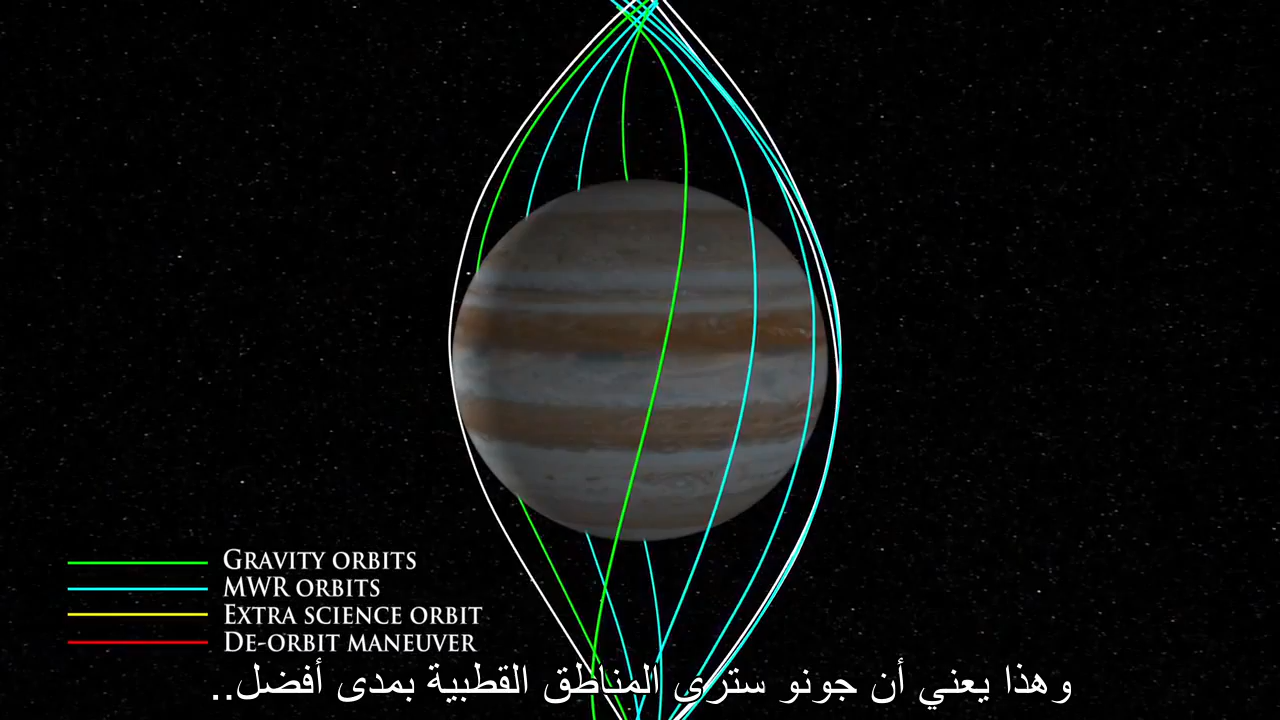 GRAVITY ORBITS
MWR ORBITS
EXTRA SCIENCE ORBIT
DE-ORBIT MANEUVER
وهذا يعني أن جونو سترى المناطق القطبية بمدى أفضل..